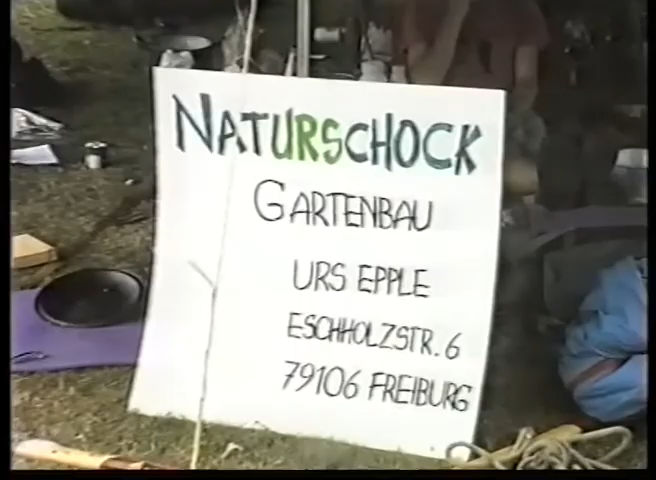 NATURSCHOCK
GARTENBAU
URS EPPLE
ESCHHOLZSTR. 6
79106 FREIBURG